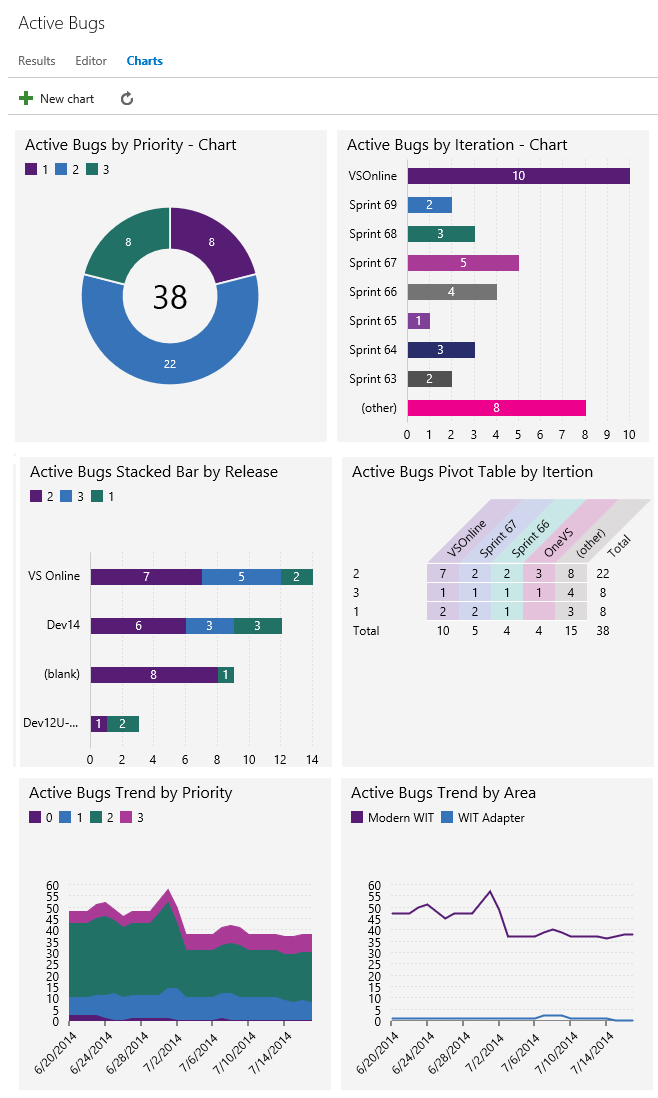 Active Bugs
Results Editor Charts
New chart
Active Bugs by Priority - Chart
1 2 3
8 8
38
22
Active Bugs by Iteration - Chart
VSOnline 10
Sprint 69 2
Sprint 68 3
Sprint 67 5
Sprint 66 4
Sprint 65 1
Sprint 64 3
Sprint 63 2
(other) 8
0 1 2 3 4 5 6 7 8 9 10
Active Bugs Stacked Bar by Release
2 3 1
VS Online 7 5 2
Dev14 6 3 3
(blank) 8 1
Dev12U-... 1 2
0 2 4 6 8 10 12 14
Active Bugs Pivot Table by Itertion
VSOnline Sprint 67 Sprint 66 OneVS (other) Total
2 7 2 2 3 8 22
3 1 1 1 1 4 8
1 2 2 1 3 8
Total 10 5 4 4 15 38
Active Bugs Trend by Priority
0 1 2 3
60
55
50
45
40
35
30
25
20
15
10
5
0
6/20/2014 6/24/2014 6/28/2014 7/2/2014 7/6/2014 7/10/2014 7/14/2014
Active Bugs Trend by Area
Modern WIT WIT Adapter
60
55
50
45
40
35
30
25
20
15
10
5
0
6/20/2014 6/24/2014 6/28/2014 7/2/2014 7/6/2014 7/10/2014 7/14/2014